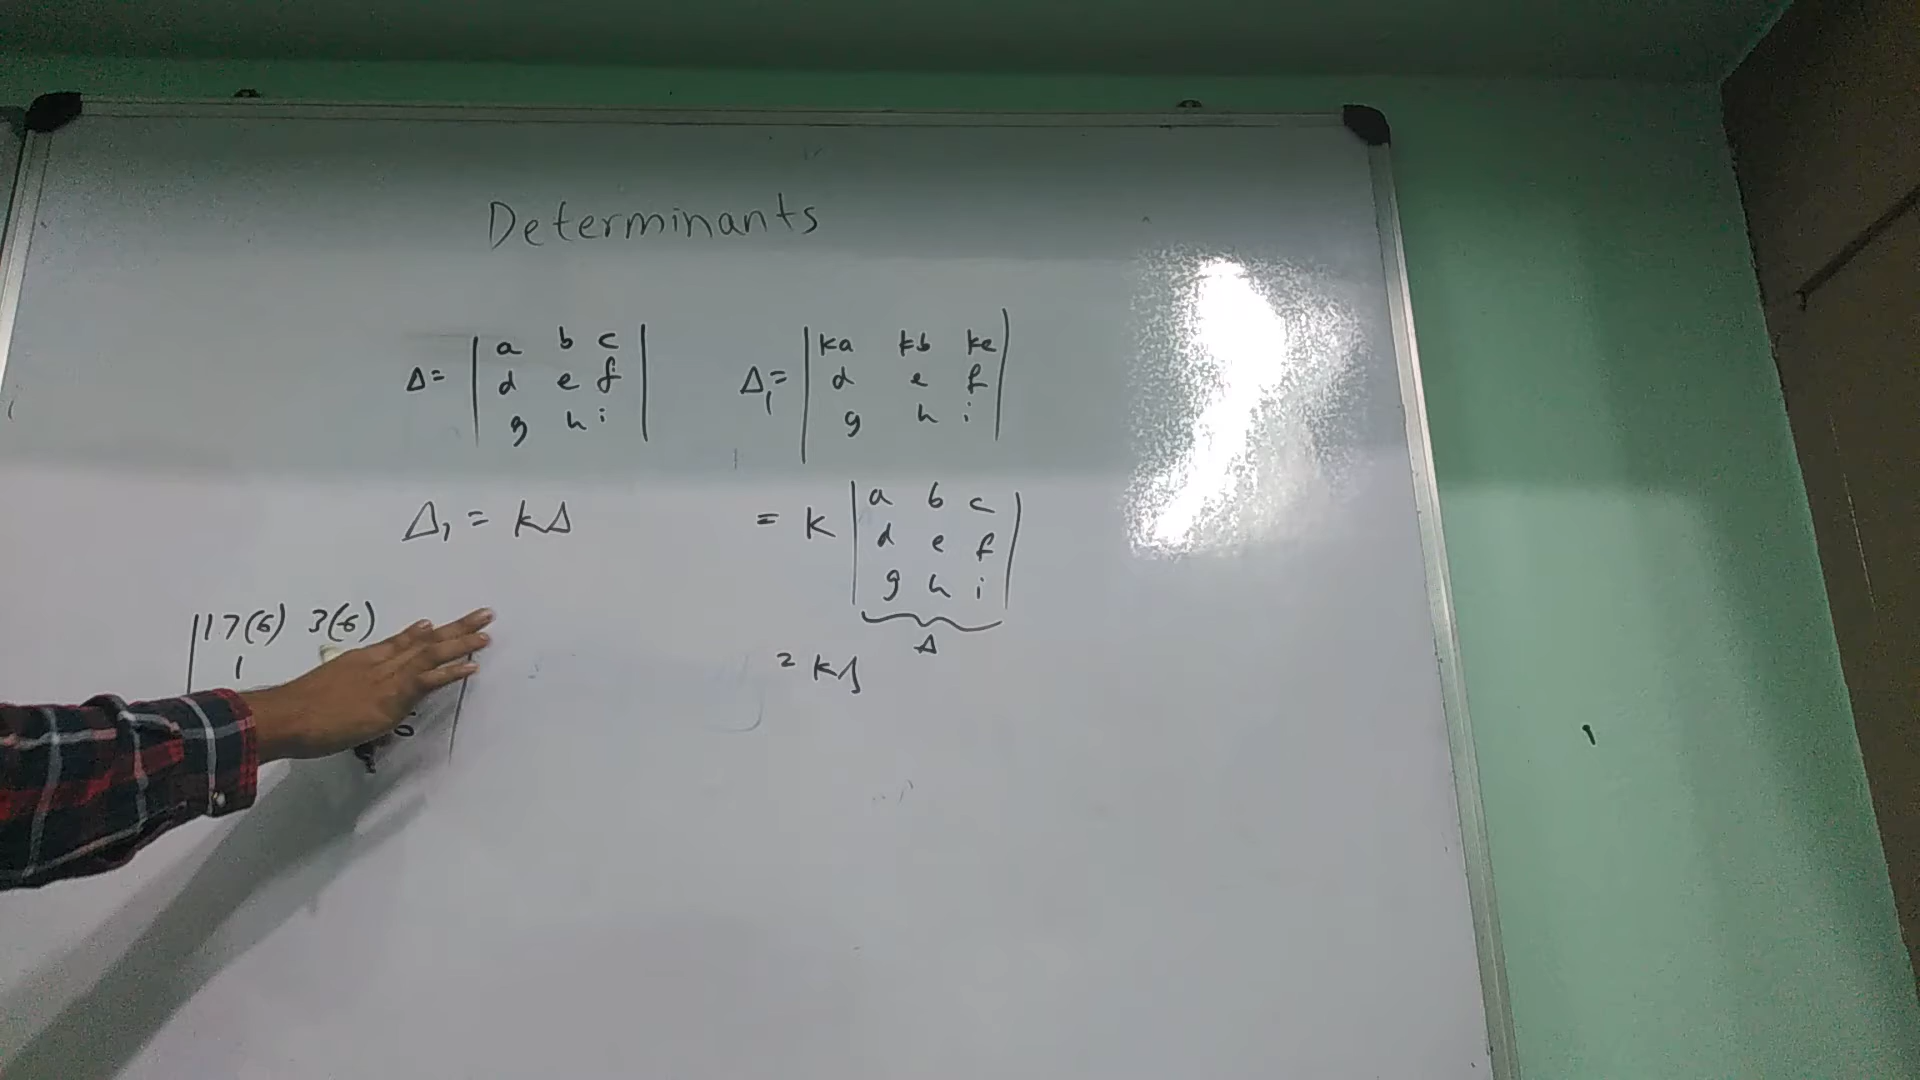 Determinants
Δ= | a b c |
| d e f |
| g h i |
Δ₁= | ka kb kc |
| d e f |
| g h i |
Δ₁ = kΔ
= K | a b c |
| d e f |
| g h i |
Δ
= kΔ
| 17(6) 3(6)
1